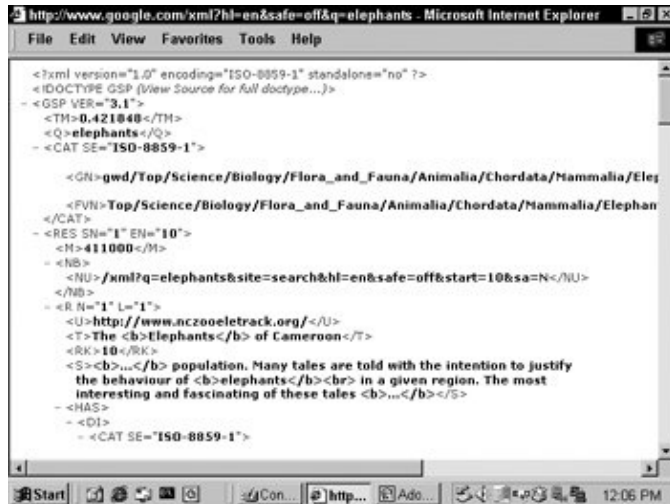 http://www.google.com/xml?hl=en&safe=off&q=elephants - Microsoft Internet Explorer
File Edit View Favorites Tools Help
<?xml version="1.0" encoding="ISO-8859-1" standalone="no" ?>
<!DOCTYPE GSP (View Source for full doctype...)>
- <GSP VER="3.1">
<TM>0.421848</TM>
<Q>elephants</Q>
- <CAT SE="ISO-8859-1">
<GN>gwd/Top/Science/Biology/Flora_and_Fauna/Animalia/Chordata/Mammalia/Elep
<FVN>Top/Science/Biology/Flora_and_Fauna/Animalia/Chordata/Mammalia/Elephan
</CAT>
- <RES SN="1" EN="10">
<M>411000</M>
- <NB>
<NU>/xml?q=elephants&site=search&hl=en&safe=off&start=10&sa=N</NU>
</NB>
- <R N="1" L="1">
<U>http://www.nczooeletrack.org/</U>
<T>The <b>Elephants</b> of Cameroon</T>
<RK>10</RK>
<S><b>...</b> population. Many tales are told with the intention to justify
the behaviour of <b>elephants</b><br> in a given region. The most
interesting and fascinating of these tales <b>...</b></S>
- <HAS>
- <DI>
- <CAT SE="ISO-8859-1">
Start Con... http... Ado... 12:06 PM